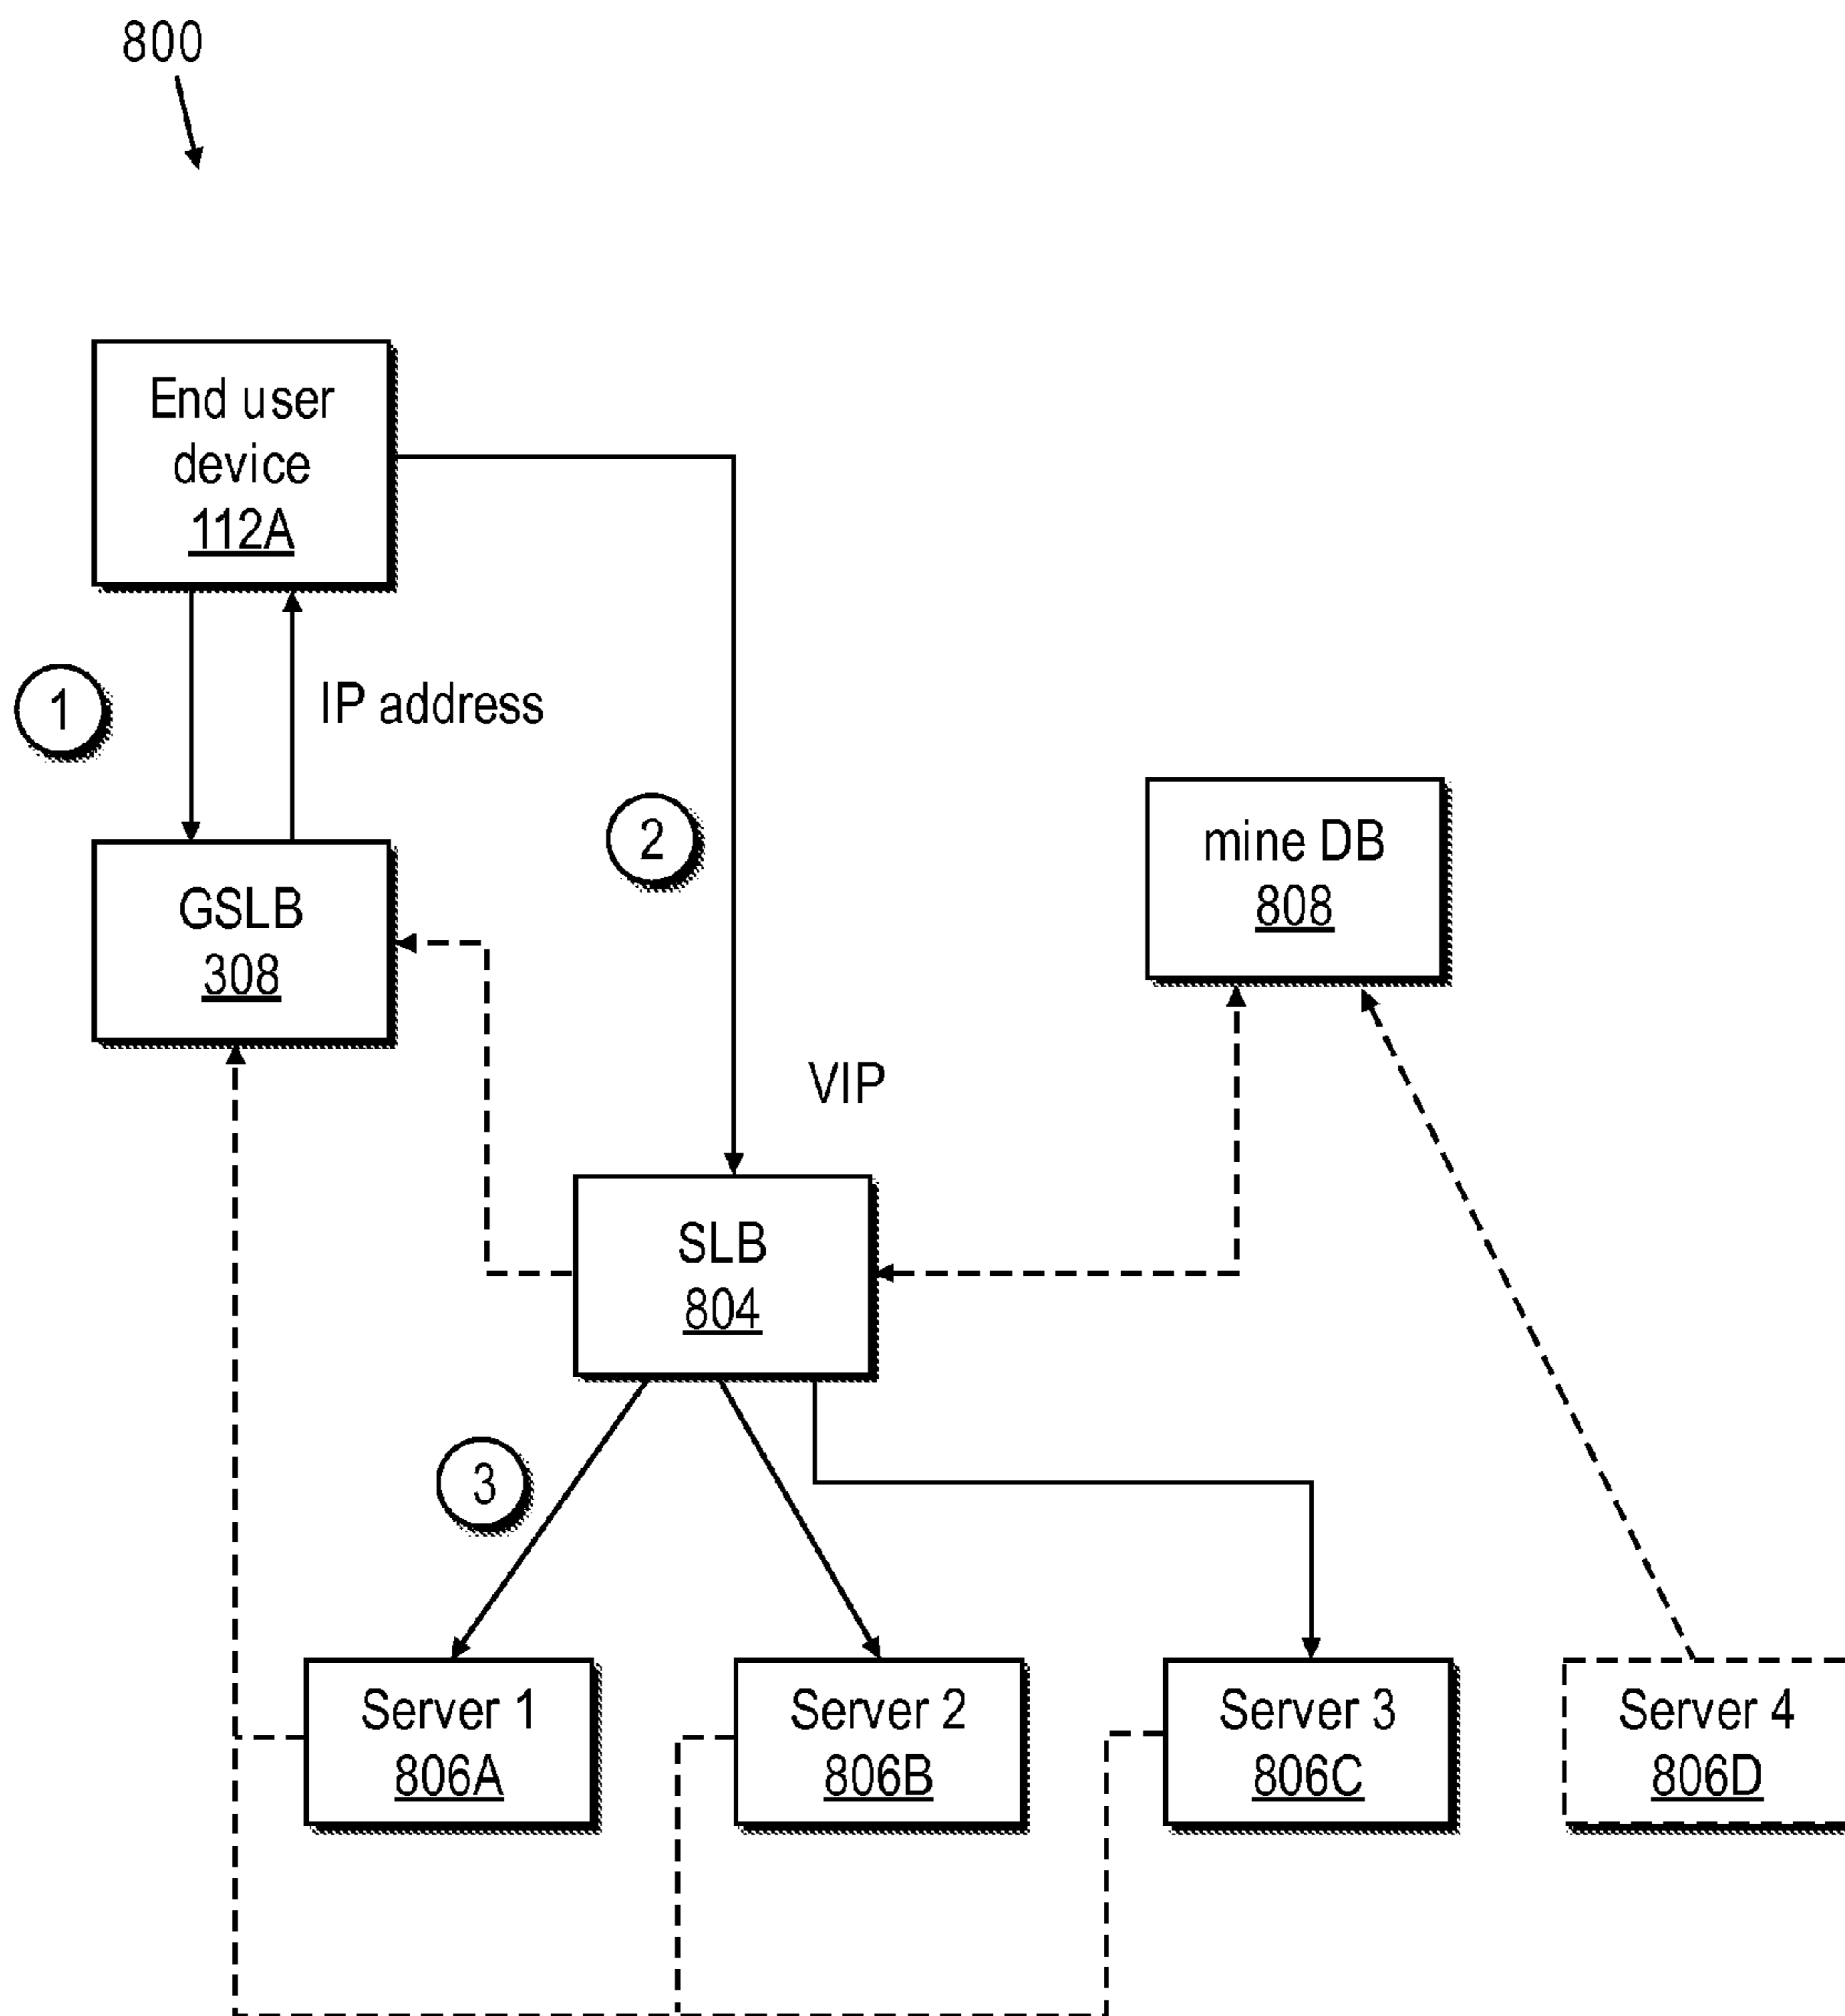 800
End user
device
112A
1
IP address
2
mine DB
808
GSLB
308
VIP
SLB
804
3
Server 1
806A
Server 2
806B
Server 3
806C
Server 4
806D